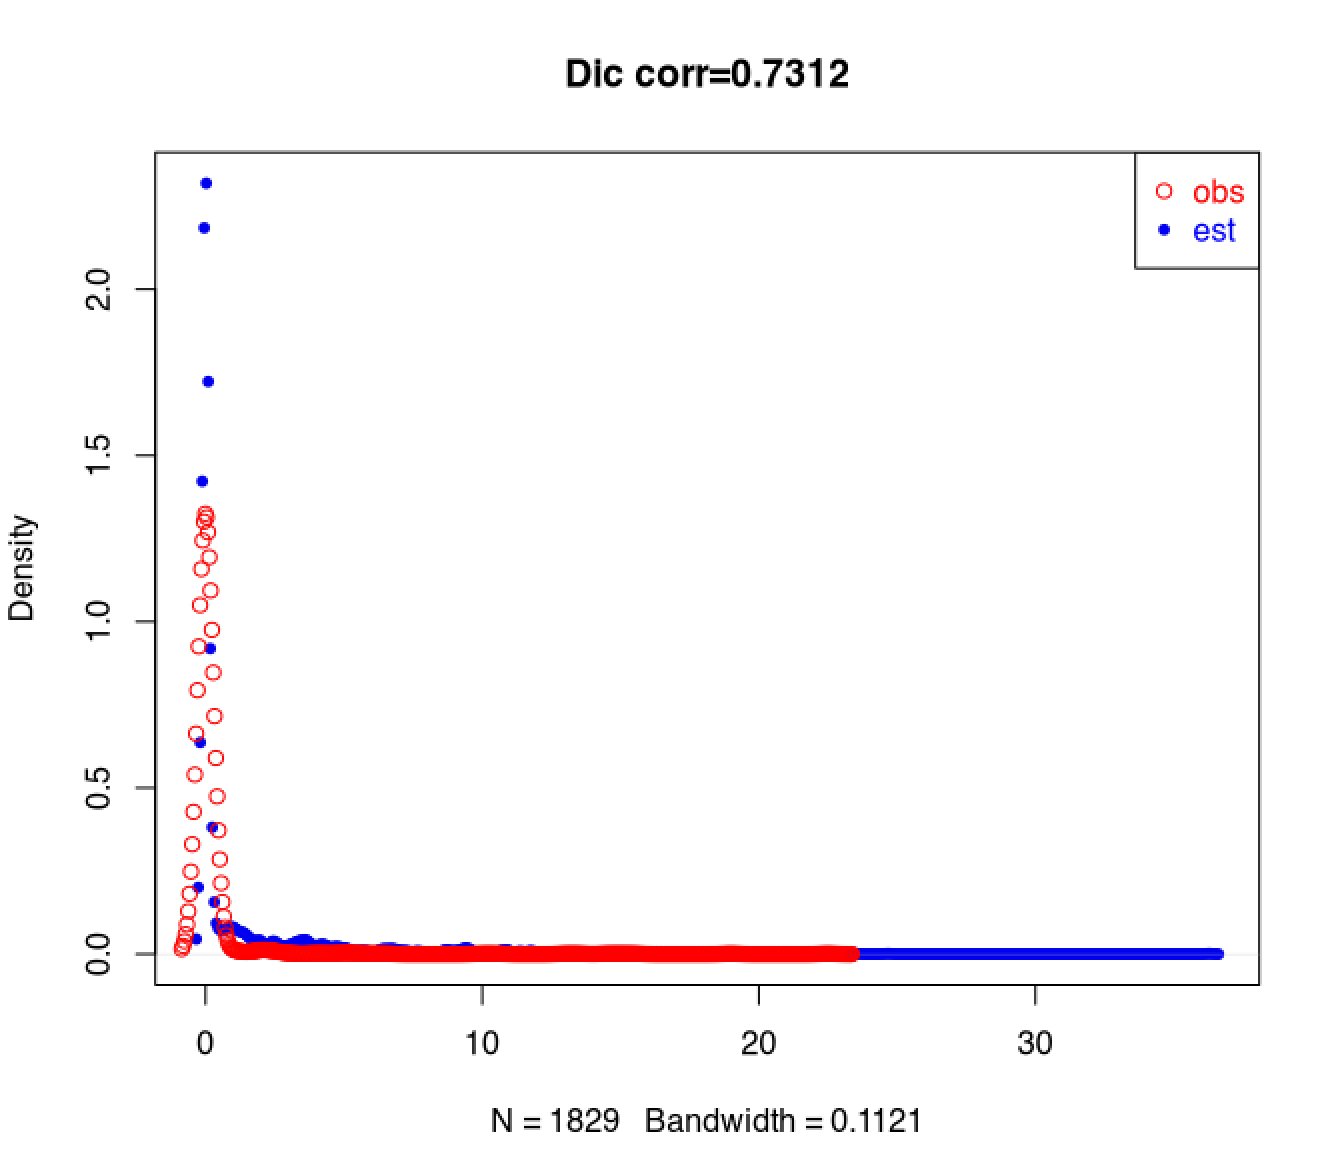 Dic corr=0.7312
obs
est
Density
2.0
1.5
1.0
0.5
0.0
0 10 20 30
N = 1829 Bandwidth = 0.1121